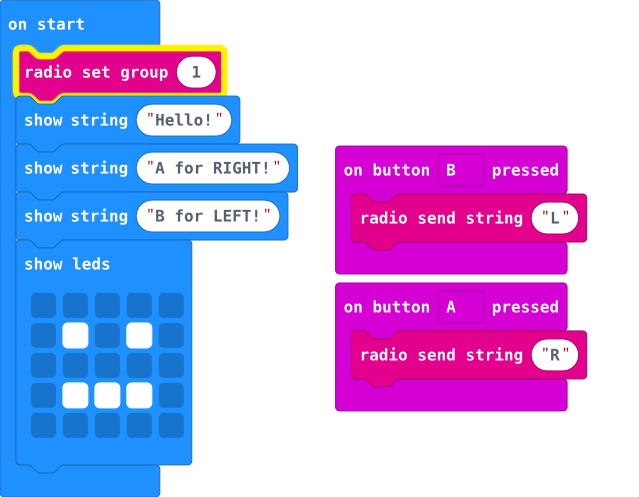 on start
radio set group 1
show string "Hello!"
show string "A for RIGHT!"
show string "B for LEFT!"
show leds
on button B pressed
radio send string "L"
on button A pressed
radio send string "R"